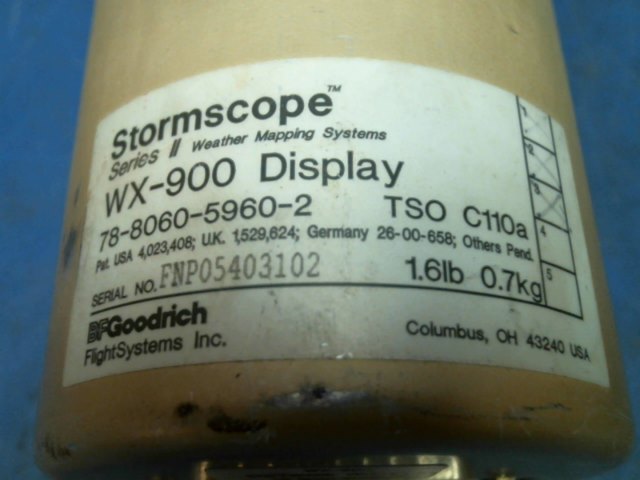 Stormscope™
Series II Weather Mapping Systems
WX-900 Display
78-8060-5960-2 TSO C110a
Pat. USA 4,023,408; U.K. 1,529,624; Germany 26-00-658; Others Pend.
SERIAL NO. FNP05403102 1.6lb 0.7kg
BFGoodrich
FlightSystems Inc. Columbus, OH 43240 USA
1
2
3
4
5